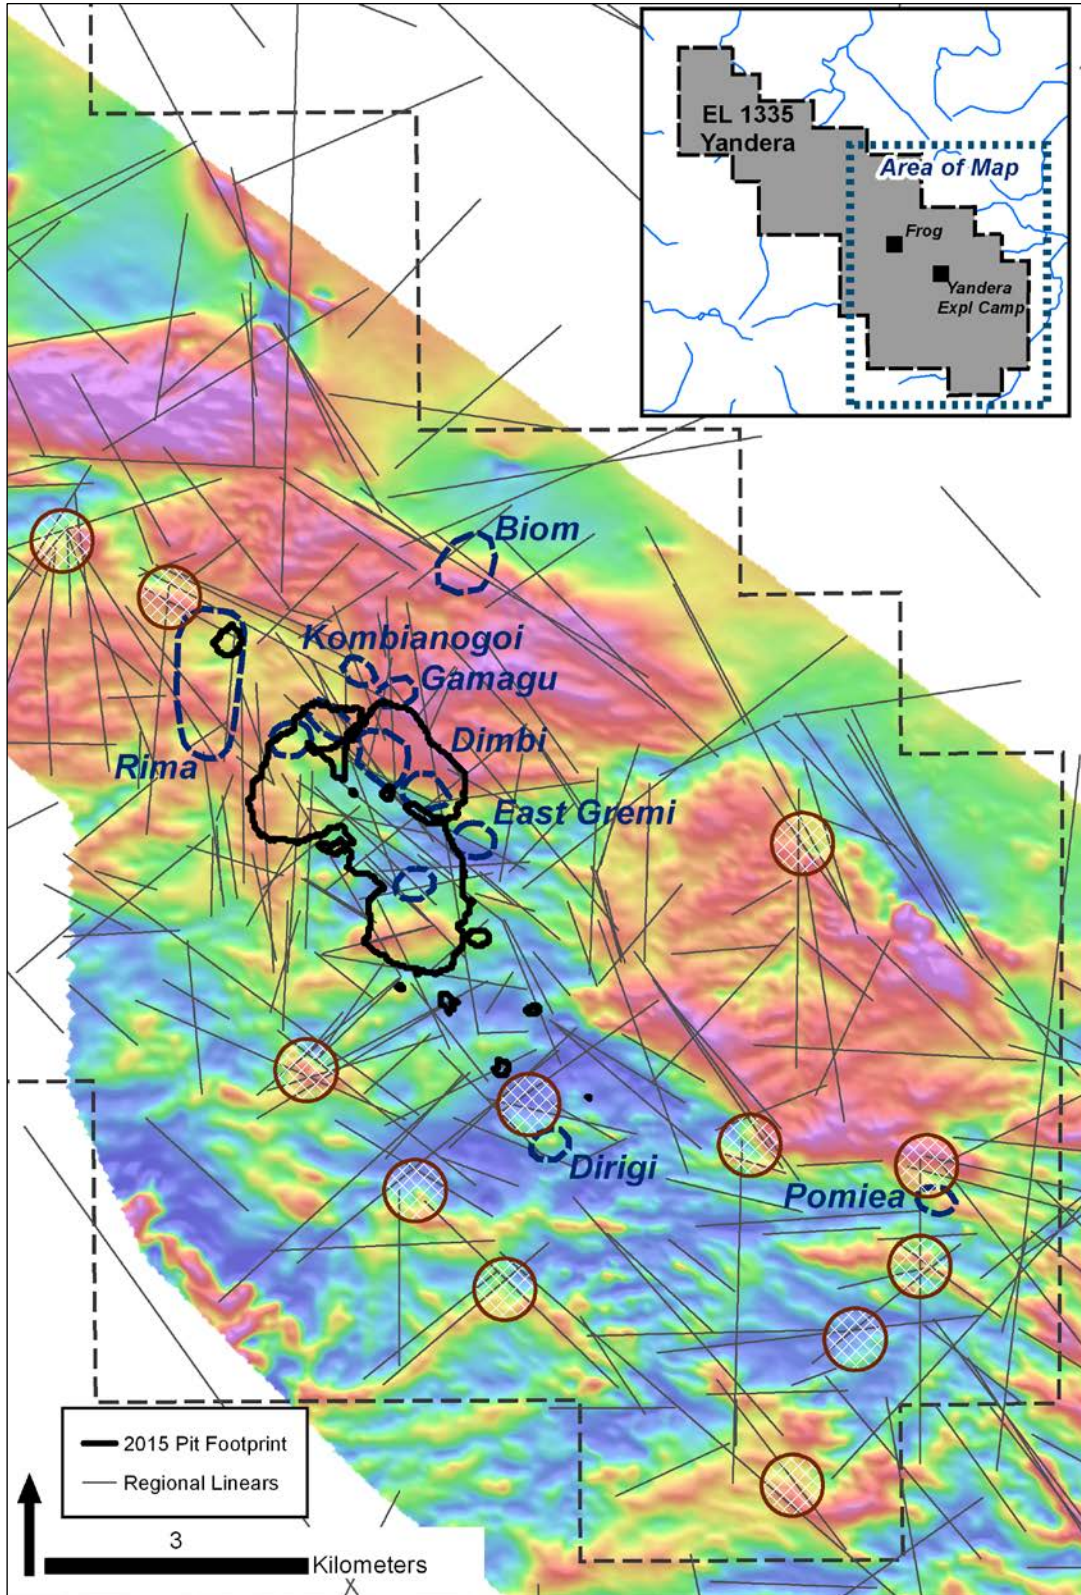 EL 1335
Yandera
Area of Map
Frog
Yandera
Expl Camp
Biom
Kombianogoi
Gamagu
Dimbi
Rima
East Gremi
Dirigi
Pomiea
2015 Pit Footprint
Regional Linears
3
Kilometers